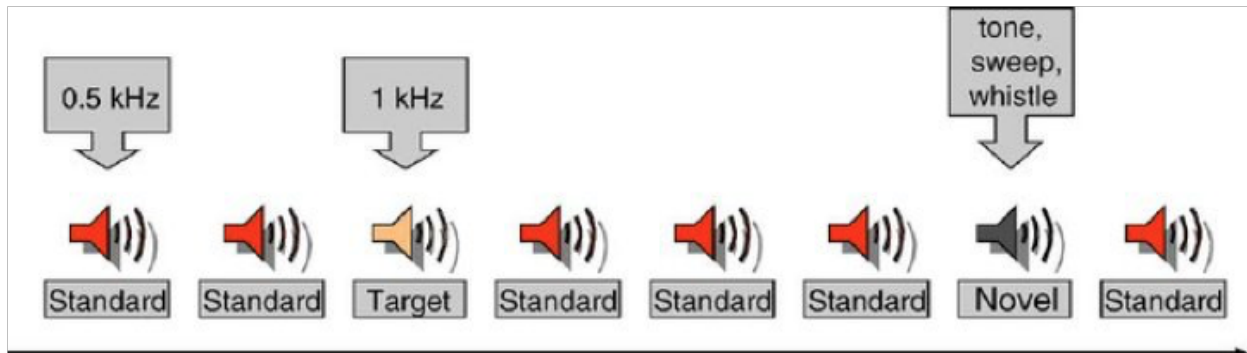 0.5 kHz
1 kHz
tone,
sweep,
whistle
Standard
Standard
Target
Standard
Standard
Standard
Novel
Standard